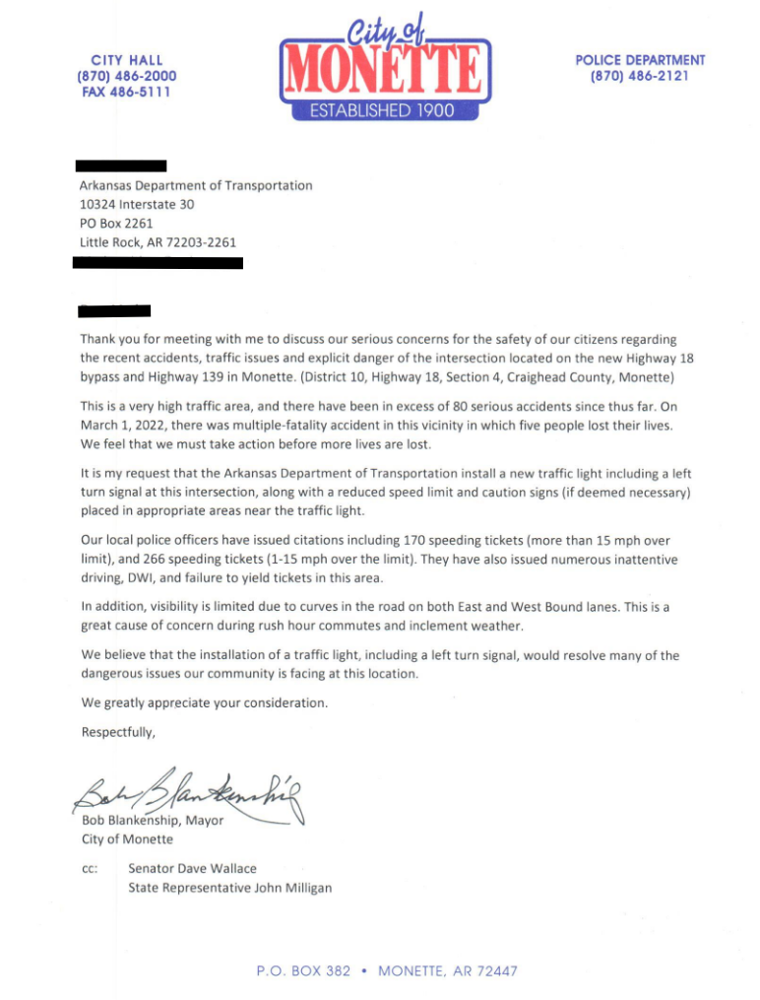 City of
MONETTE
ESTABLISHED 1900
CITY HALL
(870) 486-2000
FAX 486-5111
POLICE DEPARTMENT
(870) 486-2121
Arkansas Department of Transportation
10324 Interstate 30
PO Box 2261
Little Rock, AR 72203-2261
Thank you for meeting with me to discuss our serious concerns for the safety of our citizens regarding
the recent accidents, traffic issues and explicit danger of the intersection located on the new Highway 18
bypass and Highway 139 in Monette. (District 10, Highway 18, Section 4, Craighead County, Monette)
This is a very high traffic area, and there have been in excess of 80 serious accidents since thus far. On
March 1, 2022, there was multiple-fatality accident in this vicinity in which five people lost their lives.
We feel that we must take action before more lives are lost.
It is my request that the Arkansas Department of Transportation install a new traffic light including a left
turn signal at this intersection, along with a reduced speed limit and caution signs (if deemed necessary)
placed in appropriate areas near the traffic light.
Our local police officers have issued citations including 170 speeding tickets (more than 15 mph over
limit), and 266 speeding tickets (1-15 mph over the limit). They have also issued numerous inattentive
driving, DWI, and failure to yield tickets in this area.
In addition, visibility is limited due to curves in the road on both East and West Bound lanes. This is a
great cause of concern during rush hour commutes and inclement weather.
We believe that the installation of a traffic light, including a left turn signal, would resolve many of the
dangerous issues our community is facing at this location.
We greatly appreciate your consideration.
Respectfully,
Bob Blankenship
Bob Blankenship, Mayor
City of Monette
cc: Senator Dave Wallace
State Representative John Milligan
P.O. BOX 382 • MONETTE, AR 72447